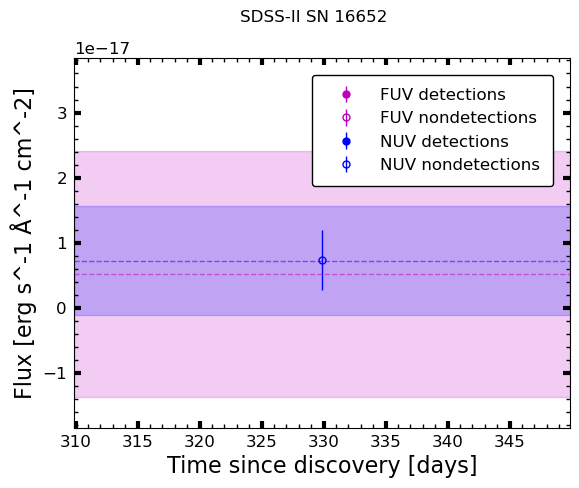 SDSS-II SN 16652
1e−17
FUV detections
FUV nondetections
NUV detections
NUV nondetections
3
2
1
0
−1
Flux [erg s^-1 Å^-1 cm^-2]
310 315 320 325 330 335 340 345
Time since discovery [days]